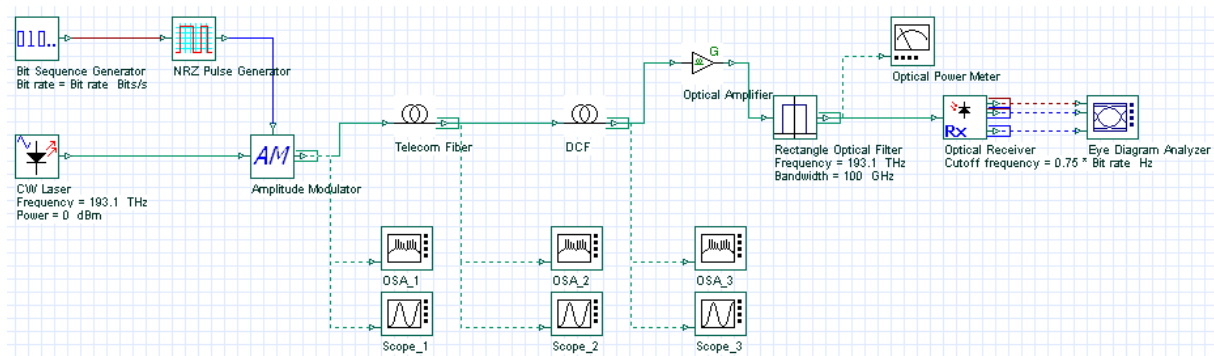 010..
Bit Sequence Generator
Bit rate = Bit rate Bits/s
NRZ Pulse Generator
CW Laser
Frequency = 193.1 THz
Power = 0 dBm
AM
Amplitude Modulator
Telecom Fiber
DCF
G
Optical Amplifier
Optical Power Meter
Rectangle Optical Filter
Frequency = 193.1 THz
Bandwidth = 100 GHz
Rx
Optical Receiver
Cutoff frequency = 0.75 * Bit rate Hz
Eye Diagram Analyzer
OSA_1
OSA_2
OSA_3
Scope_1
Scope_2
Scope_3